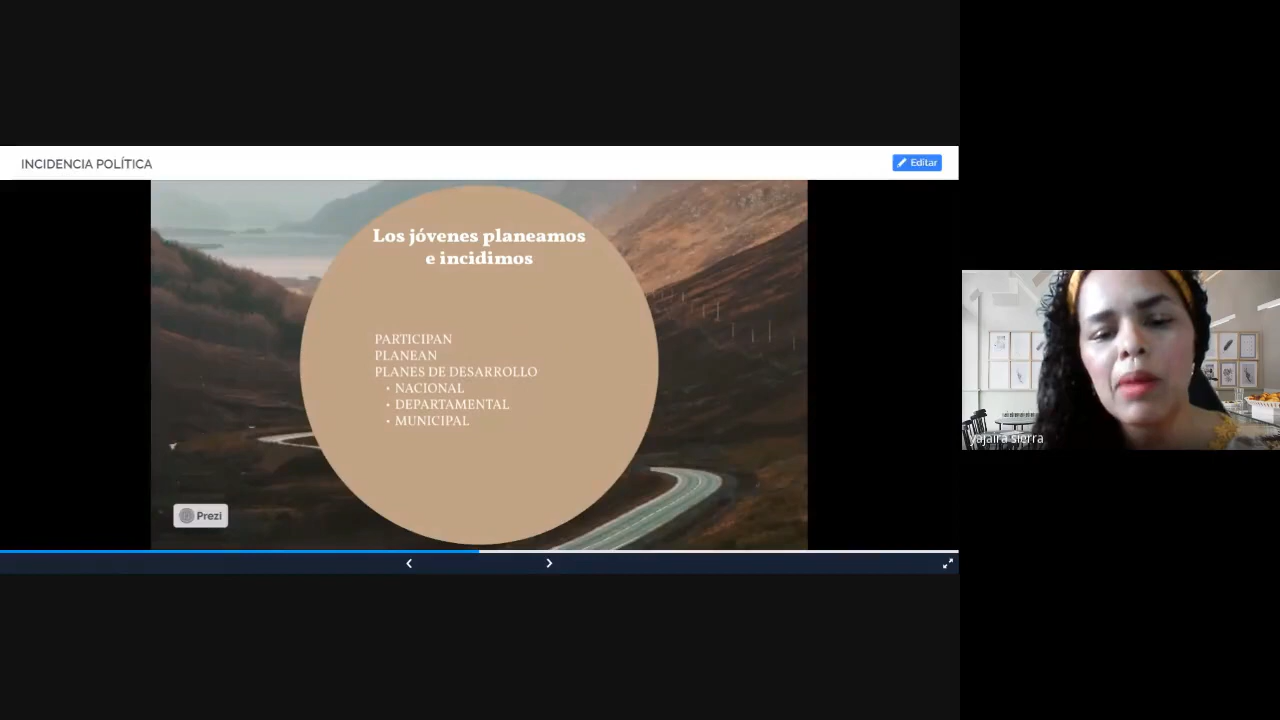 INCIDENCIA POLÍTICA
Editar
Los jóvenes planeamos
e incidimos
PARTICIPAN
PLANEAN
PLANES DE DESARROLLO
• NACIONAL
• DEPARTAMENTAL
• MUNICIPAL
Prezi
yajaira sierra